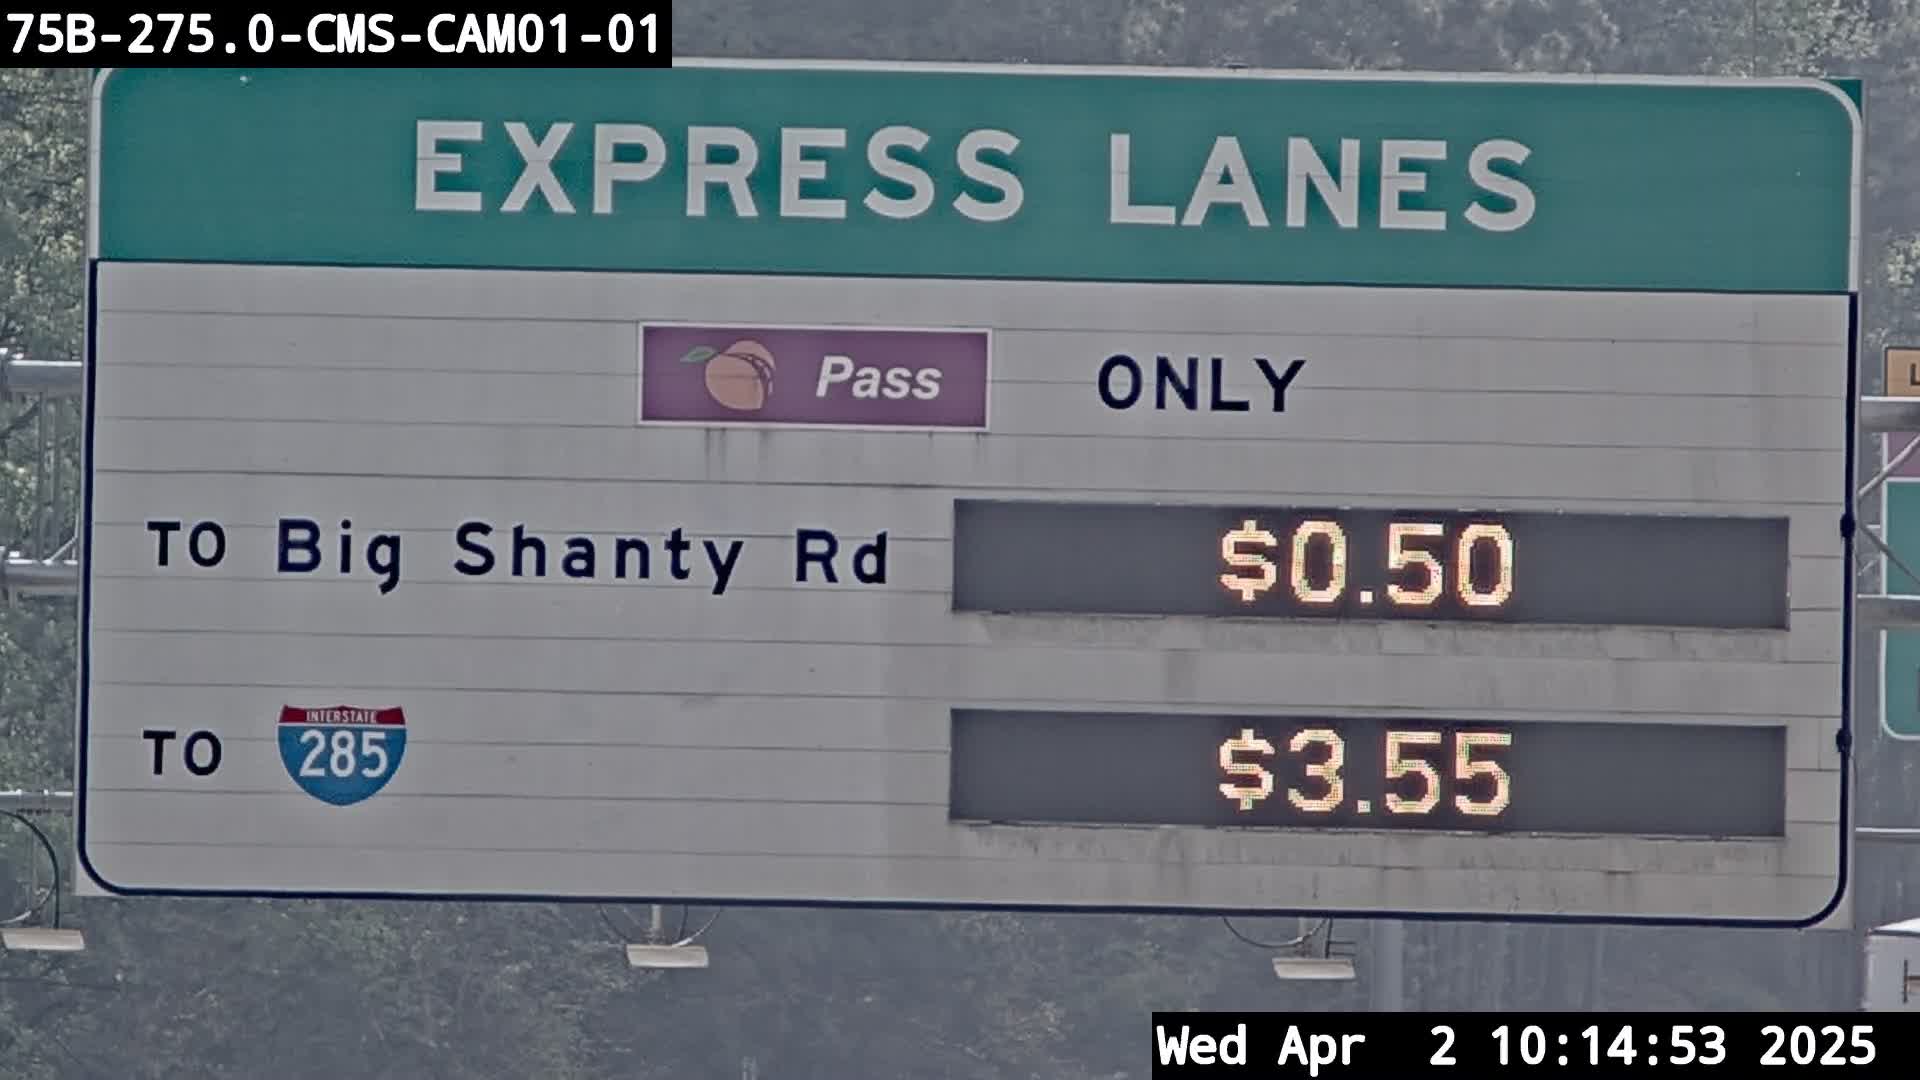 75B-275.0-CMS-CAM01-01
EXPRESS LANES
Pass ONLY
TO Big Shanty Rd $0.50
TO INTERSTATE 285 $3.55
Wed Apr 2 10:14:53 2025